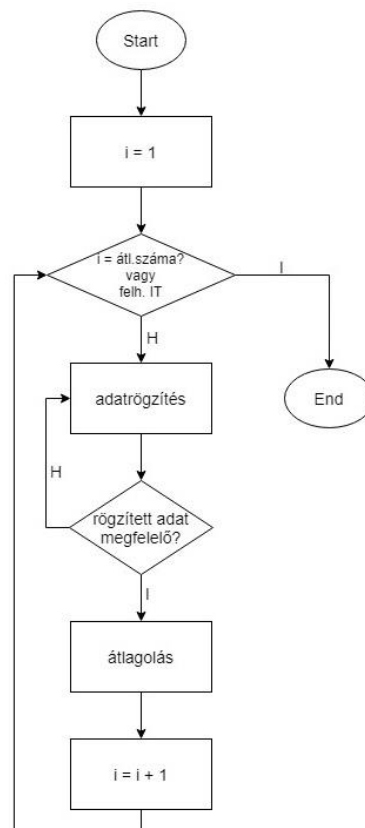 Start
i = 1
i = átl.száma?
vagy
felh. IT
I
H
adatrögzítés
End
H
rögzített adat
megfelelő?
I
átlagolás
i = i + 1